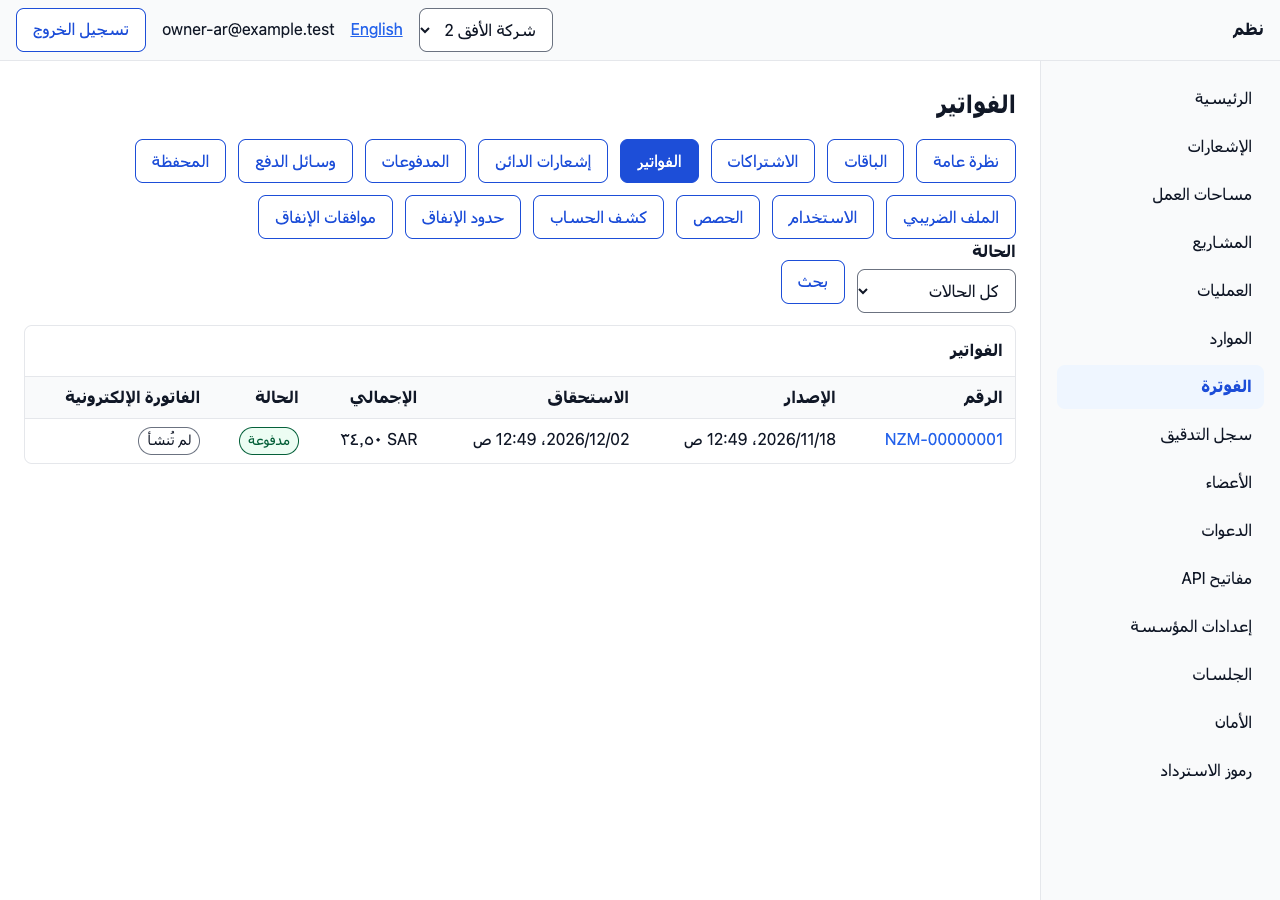 نظم
شركة الأفق 2
English
owner-ar@example.test
تسجيل الخروج
الرئيسية
الإشعارات
مساحات العمل
المشاريع
العمليات
الموارد
الفوترة
سجل التدقيق
الأعضاء
الدعوات
مفاتيح API
إعدادات المؤسسة
الجلسات
الأمان
رموز الاسترداد
الفواتير
نظرة عامة الباقات الاشتراكات الفواتير إشعارات الدائن المدفوعات وسائل الدفع المحفظة
الملف الضريبي الاستخدام الحصص كشف الحساب حدود الإنفاق موافقات الإنفاق
الحالة
كل الحالات بحث
الفواتير
الرقم الإصدار الاستحقاق الإجمالي الحالة الفاتورة الإلكترونية
NZM-00000001 2026/11/18، 12:49 ص 2026/12/02، 12:49 ص ٣٤٫٥٠ SAR مدفوعة لم تُنشأ